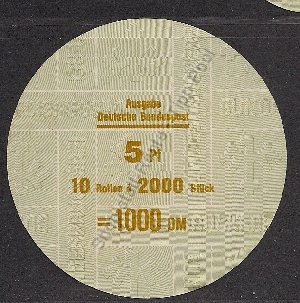 Ausgabe
Deutsche Bundespost
5 Pf
10 Rollen à 2000 Stück
= 1000 DM